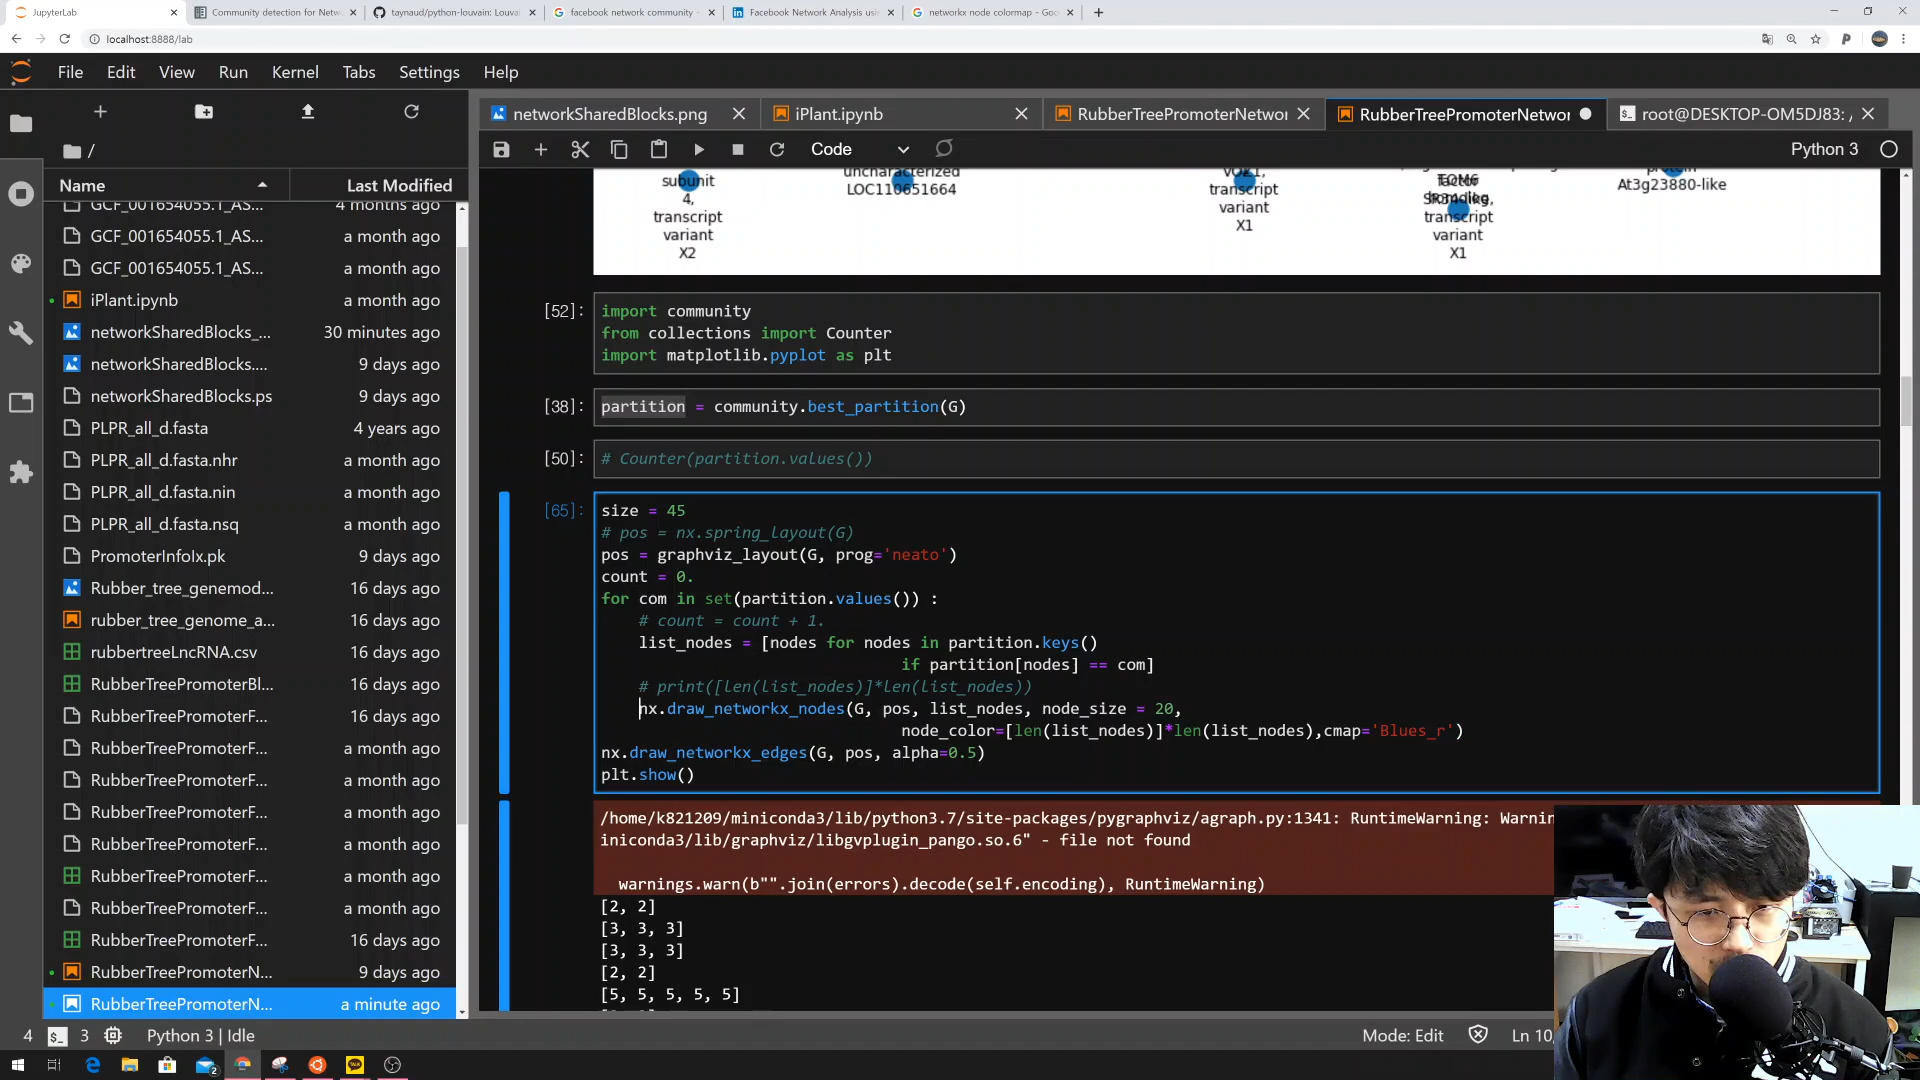 JupyterLab
Community detection for Netw
taynaud/python-louvain: Louva
facebook network community -
Facebook Network Analysis usi
networkx node colormap - Goo
localhost:8888/lab
File Edit View Run Kernel Tabs Settings Help
networkSharedBlocks.png
iPlant.ipynb
RubberTreePromoterNetwor
RubberTreePromoterNetwor
root@DESKTOP-OM5DJ83: /
Code
Python 3
/
Name
Last Modified
GCF_001654055.1_AS... 4 months ago
GCF_001654055.1_AS... a month ago
GCF_001654055.1_AS... a month ago
iPlant.ipynb a month ago
networkSharedBlocks_... 30 minutes ago
networkSharedBlocks.... 9 days ago
networkSharedBlocks.ps 9 days ago
PLPR_all_d.fasta 4 years ago
PLPR_all_d.fasta.nhr a month ago
PLPR_all_d.fasta.nin a month ago
PLPR_all_d.fasta.nsq a month ago
PromoterInfoIx.pk 9 days ago
Rubber_tree_genemod... 16 days ago
rubber_tree_genome_a... 16 days ago
rubbertreeLncRNA.csv 16 days ago
RubberTreePromoterBl... 16 days ago
RubberTreePromoterF... 16 days ago
RubberTreePromoterF... a month ago
RubberTreePromoterF... a month ago
RubberTreePromoterF... a month ago
RubberTreePromoterF... a month ago
RubberTreePromoterF... a month ago
RubberTreePromoterF... a month ago
RubberTreePromoterF... 16 days ago
RubberTreePromoterN... 9 days ago
RubberTreePromoterN... a minute ago
subunit
4,
transcript
variant
X2
uncharacterized
LOC110651664
VOZ1,
transcript
variant
X1
factor
transcript
variant
X1
protein
At3g23880-like
[52]:
import community
from collections import Counter
import matplotlib.pyplot as plt
[38]:
partition = community.best_partition(G)
[50]:
# Counter(partition.values())
[65]:
size = 45
# pos = nx.spring_layout(G)
pos = graphviz_layout(G, prog='neato')
count = 0.
for com in set(partition.values()) :
# count = count + 1.
list_nodes = [nodes for nodes in partition.keys()
if partition[nodes] == com]
# print([len(list_nodes)]*len(list_nodes))
nx.draw_networkx_nodes(G, pos, list_nodes, node_size = 20,
node_color=[len(list_nodes)]*len(list_nodes),cmap='Blues_r')
nx.draw_networkx_edges(G, pos, alpha=0.5)
plt.show()
/home/k821209/miniconda3/lib/python3.7/site-packages/pygraphviz/agraph.py:1341: RuntimeWarning: Warnin
iniconda3/lib/graphviz/libgvplugin_pango.so.6" - file not found
warnings.warn(b"".join(errors).decode(self.encoding), RuntimeWarning)
[2, 2]
[3, 3, 3]
[3, 3, 3]
[2, 2]
[5, 5, 5, 5, 5]
4
3
Python 3 | Idle
Mode: Edit
Ln 10,